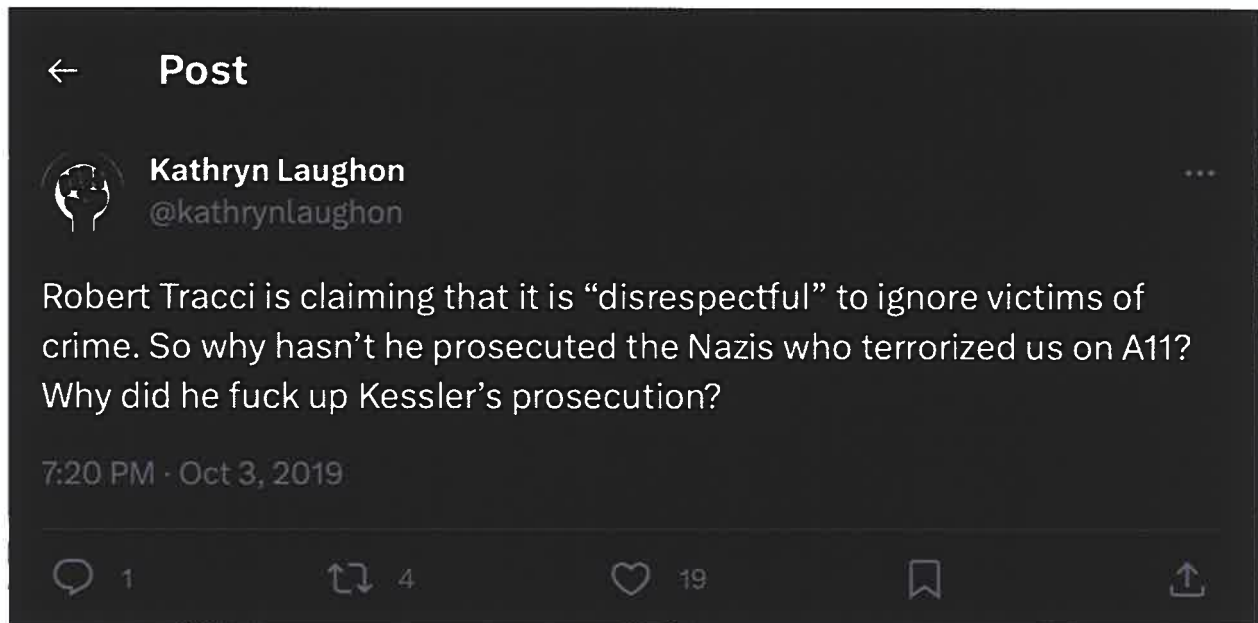 Post
Kathryn Laughon
@kathrynlaughon
Robert Tracci is claiming that it is “disrespectful” to ignore victims of
crime. So why hasn’t he prosecuted the Nazis who terrorized us on A11?
Why did he fuck up Kessler’s prosecution?
7:20 PM · Oct 3, 2019
1 4 19